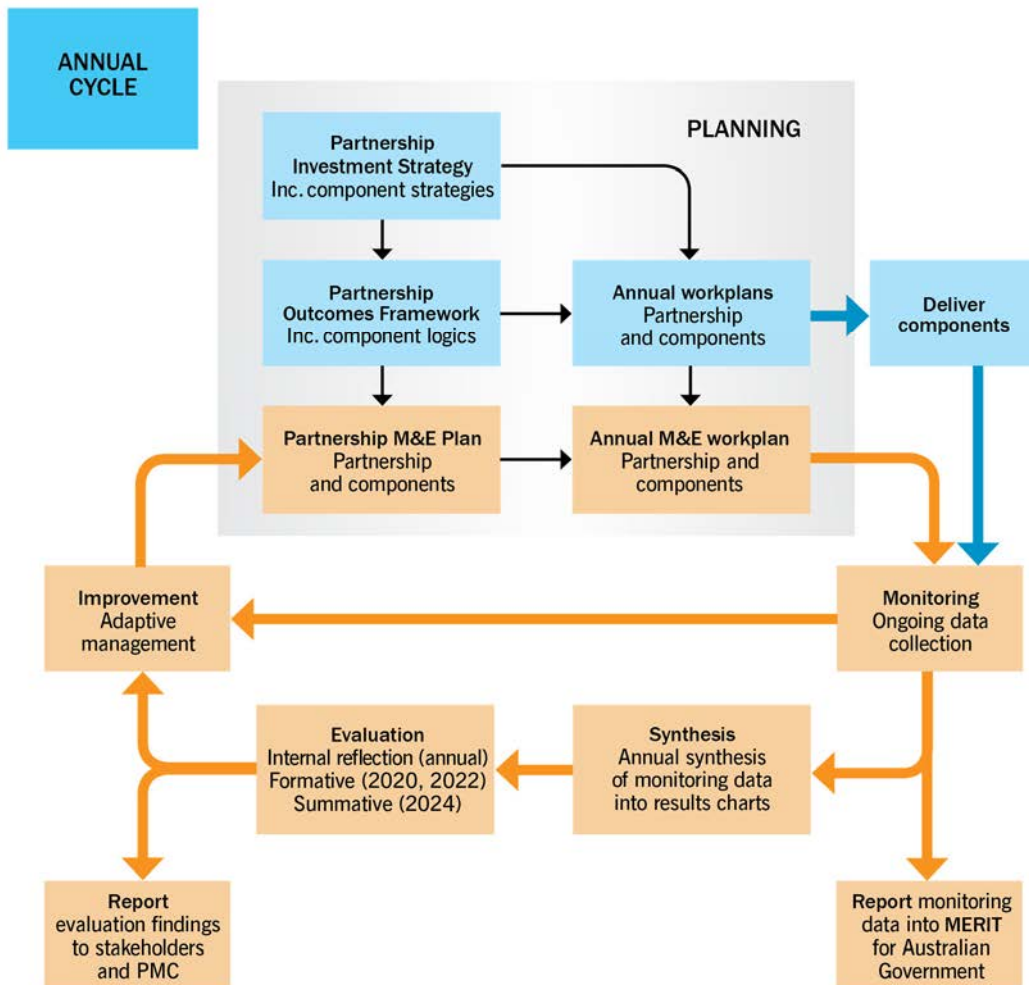 ANNUAL
CYCLE
PLANNING
Partnership
Investment Strategy
Inc. component strategies
Partnership
Outcomes Framework
Inc. component logics
Annual workplans
Partnership
and components
Deliver
components
Partnership M&E Plan
Partnership
and components
Annual M&E workplan
Partnership and
components
Improvement
Adaptive
management
Monitoring
Ongoing data
collection
Evaluation
Internal reflection (annual)
Formative (2020, 2022)
Summative (2024)
Synthesis
Annual synthesis
of monitoring data
into results charts
Report
evaluation findings
to stakeholders
and PMC
Report monitoring
data into MERIT
for Australian
Government